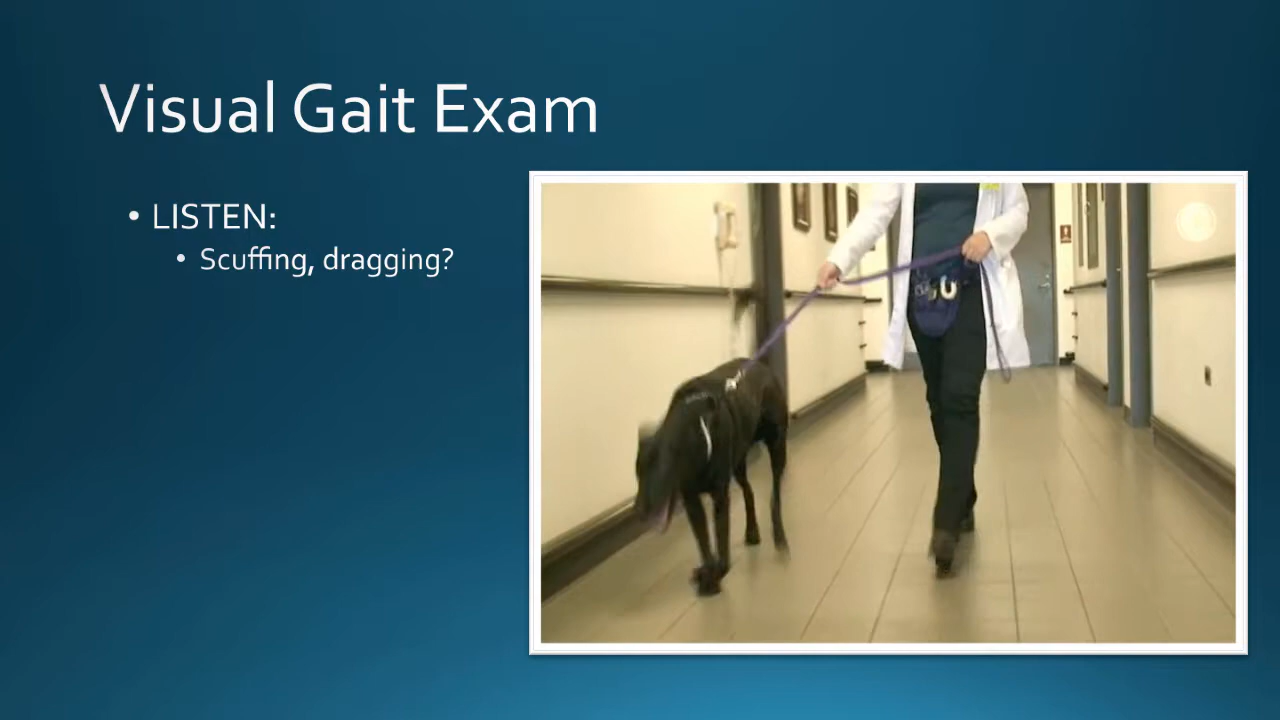 Visual Gait Exam
• LISTEN:
• Scuffing, dragging?